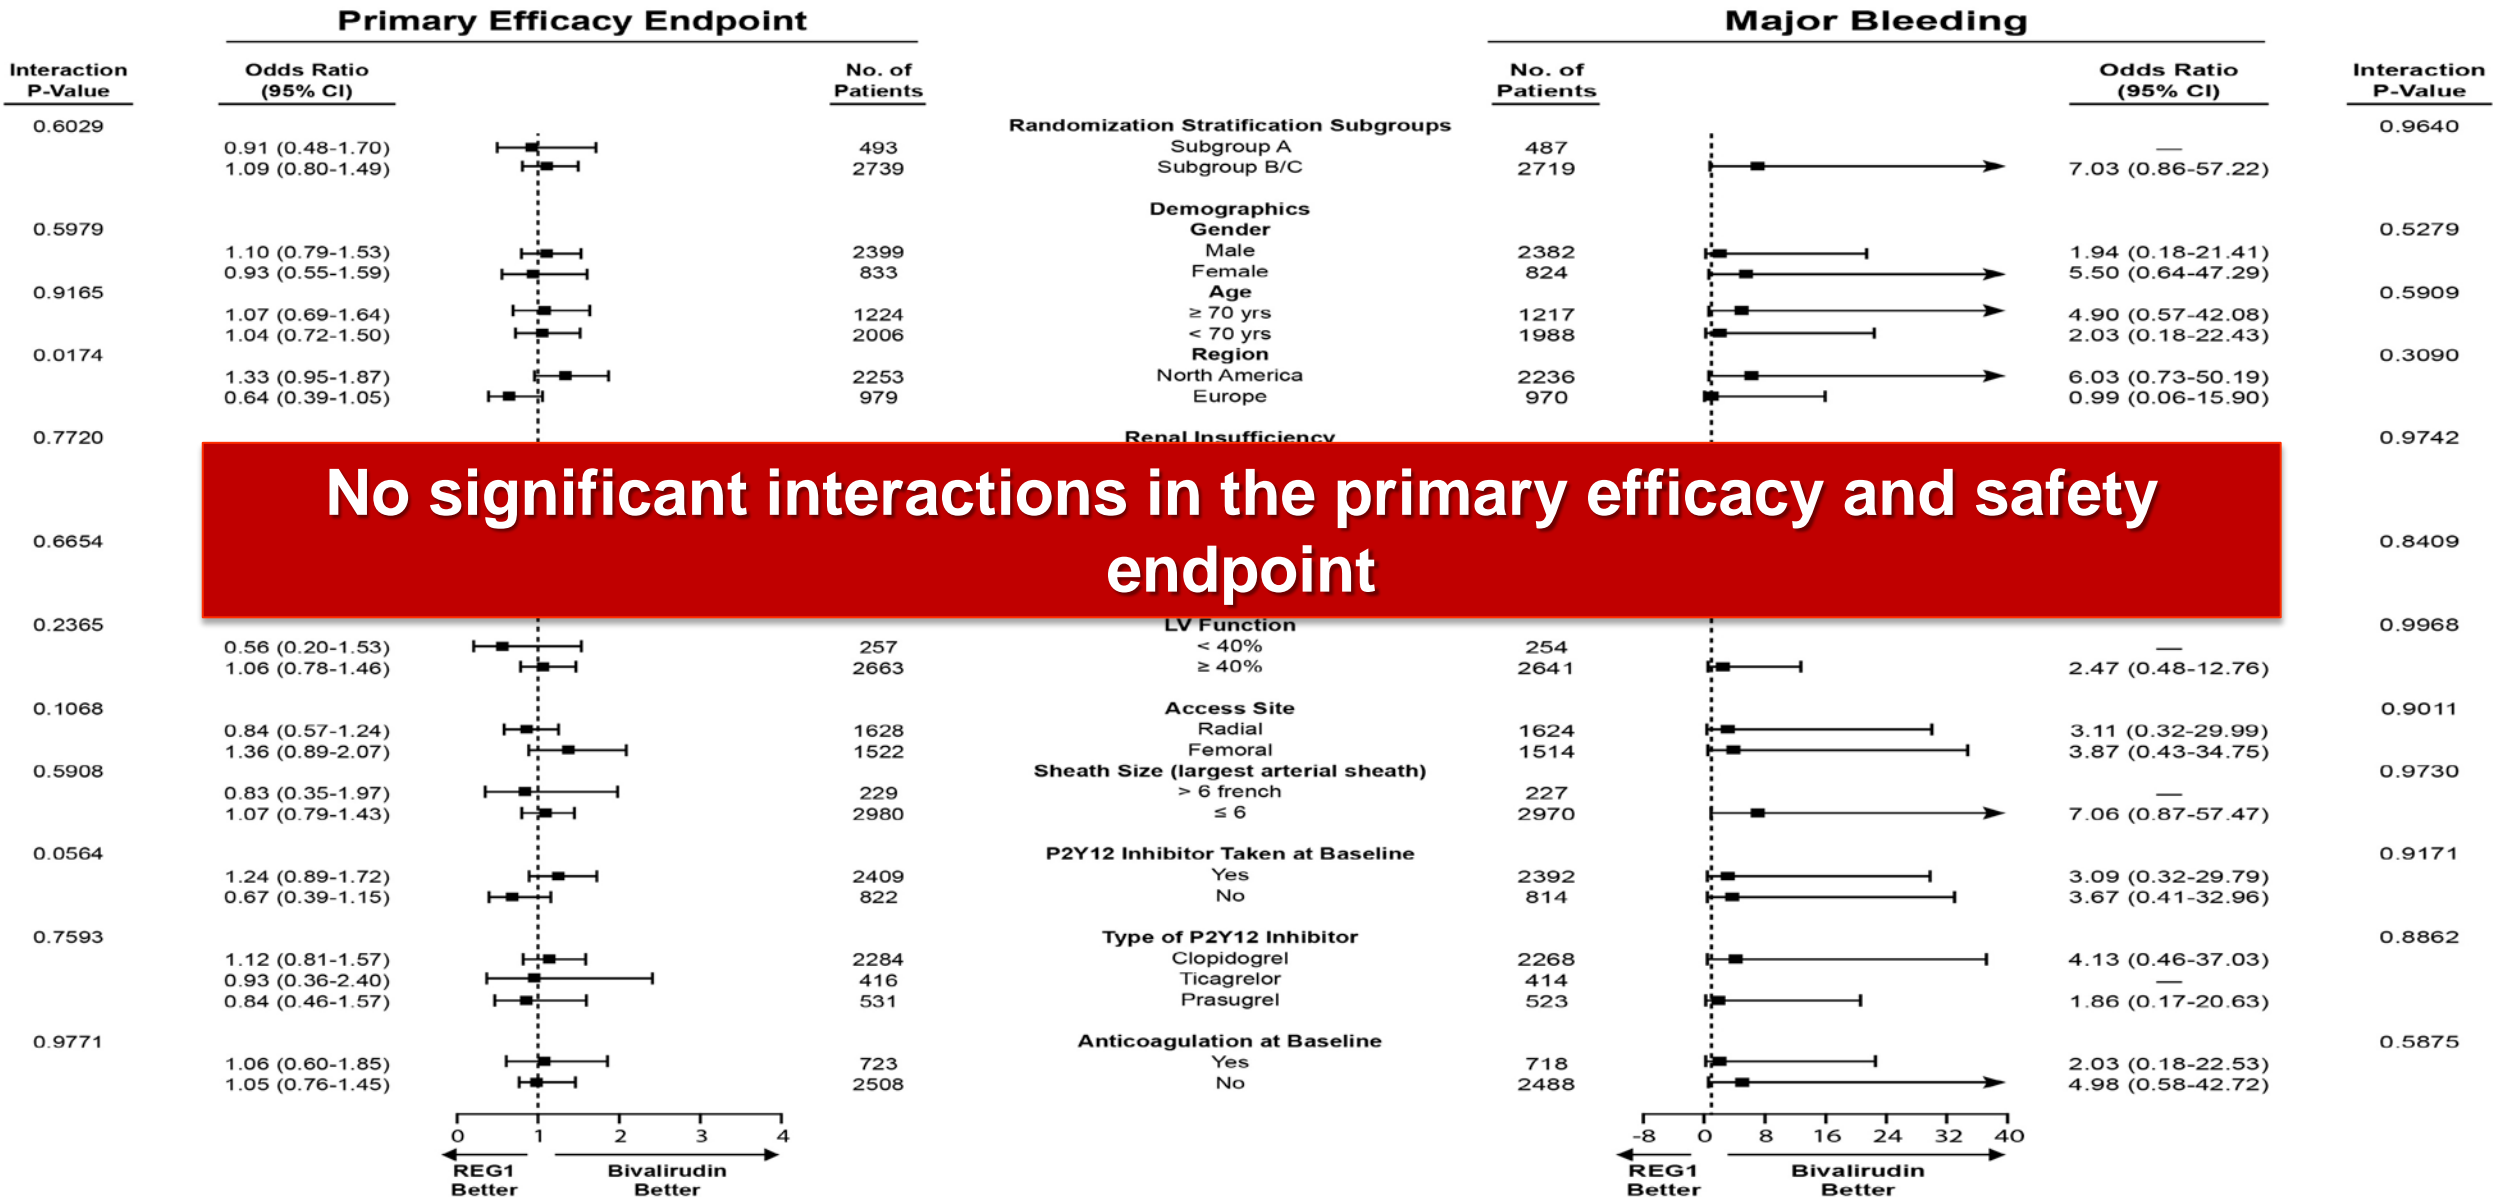 Primary Efficacy Endpoint Major Bleeding
Interaction Odds Ratio No. of No. of Odds Ratio Interaction
P-Value (95% CI) Patients Patients (95% CI) P-Value
0.6029 Randomization Stratification Subgroups 0.9640
0.91 (0.48-1.70) 493 Subgroup A 487 —
1.09 (0.80-1.49) 2739 Subgroup B/C 2719 7.03 (0.86-57.22)
Demographics
0.5979 Gender 0.5279
1.10 (0.79-1.53) 2399 Male 2382 1.94 (0.18-21.41)
0.93 (0.55-1.59) 833 Female 824 5.50 (0.64-47.29)
0.9165 Age 0.5909
1.07 (0.69-1.64) 1224 ≥ 70 yrs 1217 4.90 (0.57-42.08)
1.04 (0.72-1.50) 2006 < 70 yrs 1988 2.03 (0.18-22.43)
0.0174 Region 0.3090
1.33 (0.95-1.87) 2253 North America 2236 6.03 (0.73-50.19)
0.64 (0.39-1.05) 979 Europe 970 0.99 (0.06-15.90)
0.7720 Renal Insufficiency 0.9742
No significant interactions in the primary efficacy and safety
endpoint
0.6654 0.8409
0.2365 LV Function 0.9968
0.56 (0.20-1.53) 257 < 40% 254 —
1.06 (0.78-1.46) 2663 ≥ 40% 2641 2.47 (0.48-12.76)
0.1068 Access Site 0.9011
0.84 (0.57-1.24) 1628 Radial 1624 3.11 (0.32-29.99)
1.36 (0.89-2.07) 1522 Femoral 1514 3.87 (0.43-34.75)
0.5908 Sheath Size (largest arterial sheath) 0.9730
0.83 (0.35-1.97) 229 > 6 french 227 —
1.07 (0.79-1.43) 2980 ≤ 6 2970 7.06 (0.87-57.47)
0.0564 P2Y12 Inhibitor Taken at Baseline 0.9171
1.24 (0.89-1.72) 2409 Yes 2392 3.09 (0.32-29.79)
0.67 (0.39-1.15) 822 No 814 3.67 (0.41-32.96)
0.7593 Type of P2Y12 Inhibitor 0.8862
1.12 (0.81-1.57) 2284 Clopidogrel 2268 4.13 (0.46-37.03)
0.93 (0.36-2.40) 416 Ticagrelor 414 —
0.84 (0.46-1.57) 531 Prasugrel 523 1.86 (0.17-20.63)
0.9771 Anticoagulation at Baseline 0.5875
1.06 (0.60-1.85) 723 Yes 718 2.03 (0.18-22.53)
1.05 (0.76-1.45) 2508 No 2488 4.98 (0.58-42.72)
0 1 2 3 4 -8 0 8 16 24 32 40
REG1 Bivalirudin REG1 Bivalirudin
Better Better Better Better